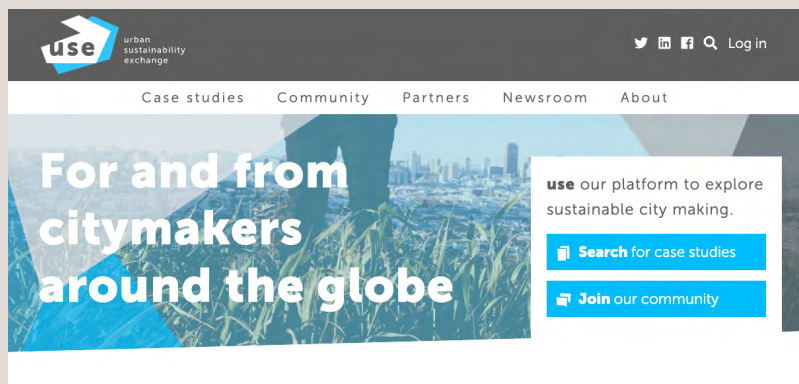 use
urban
sustainability
exchange
Log in
Case studies Community Partners Newsroom About
For and from
citymakers
around the globe
use our platform to explore
sustainable city making.
Search for case studies
Join our community